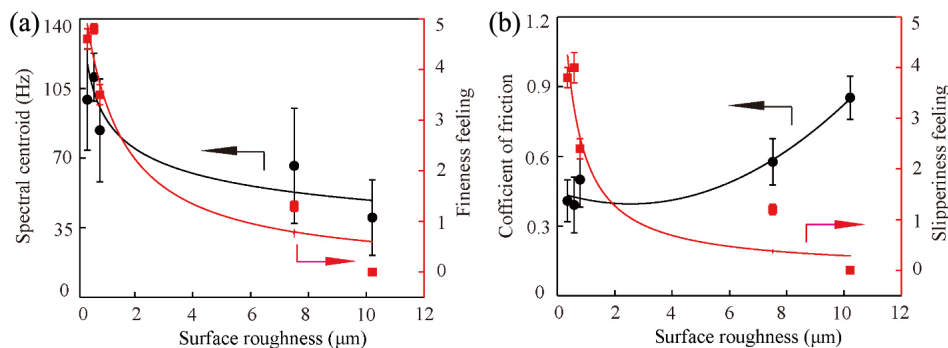 (a)
140
105
70
35
0
Spectral centroid (Hz)
0 2 4 6 8 10 12
Surface roughness (μm)
5
4
3
2
1
0
Fineness feeling
(b)
1.2
0.9
0.6
0.3
0.0
Cofficient of friction
0 2 4 6 8 10 12
Surface roughness (μm)
5
4
3
2
1
0
Slipperiness feeling